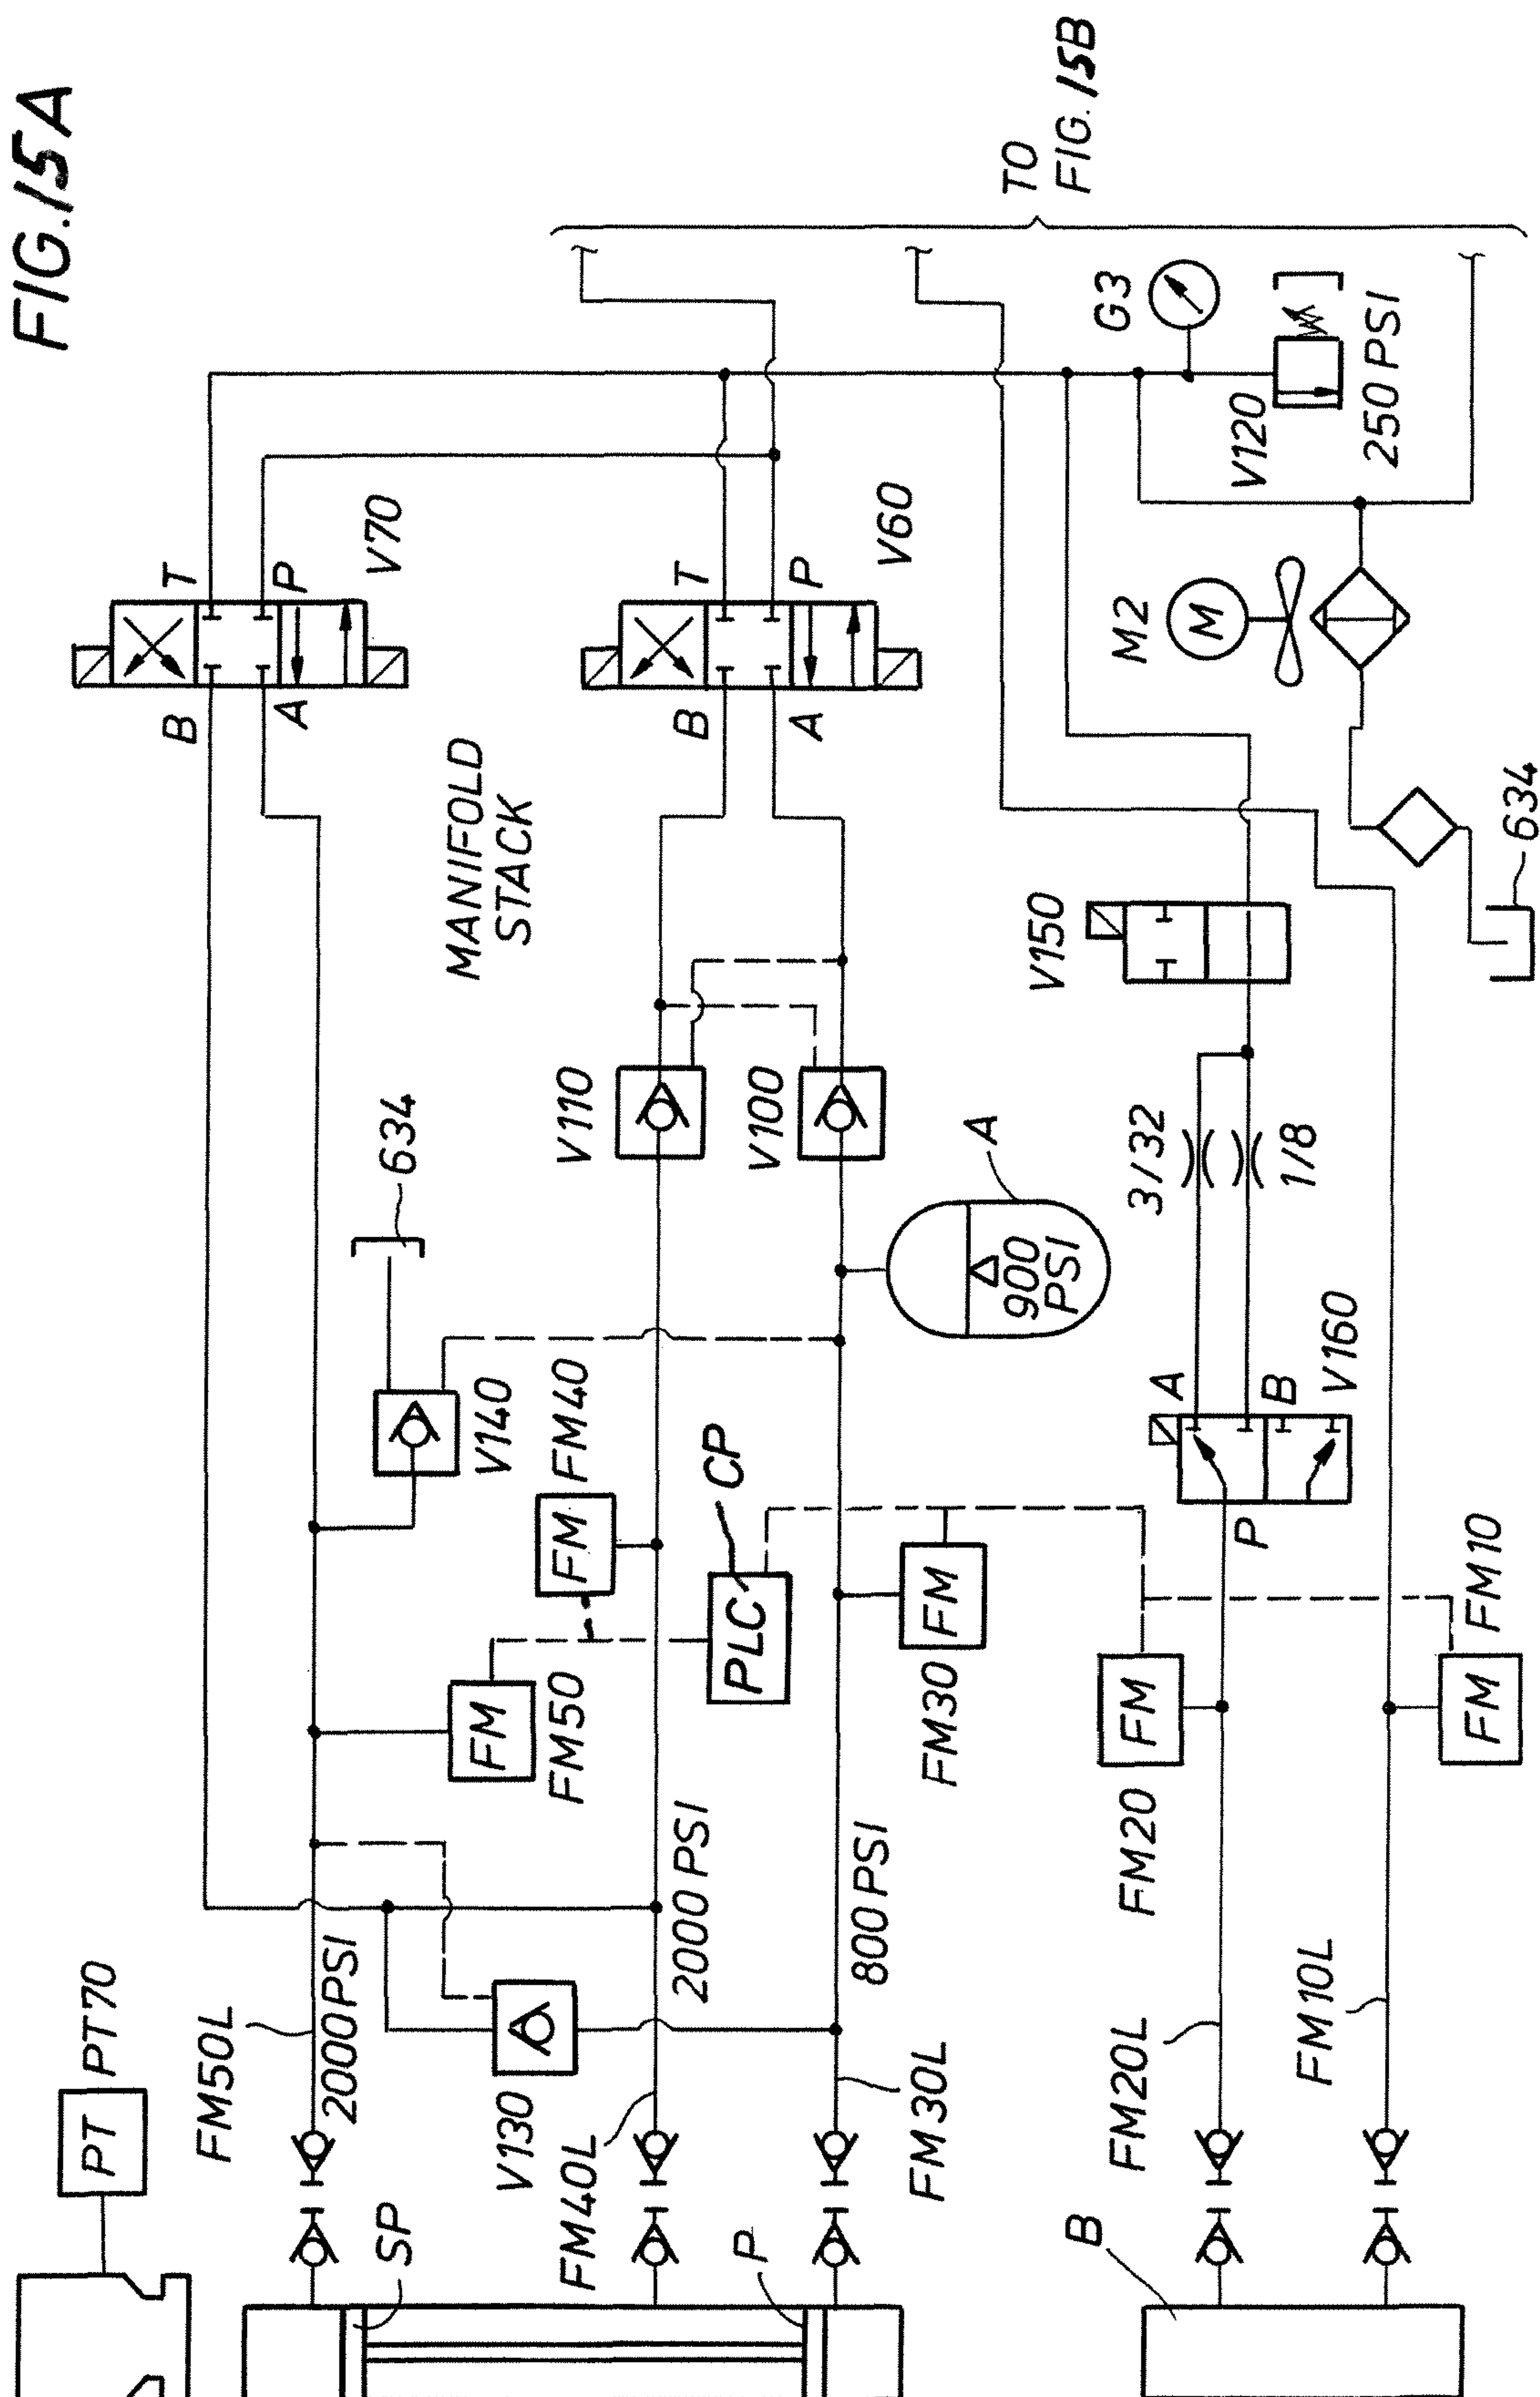 FIG. 15A
TO
FIG. 15B
T
P
V70
B
A
T
P
V60
B
A
G3
V120
250 PSI
M2
M
MANIFOLD
STACK
634
V150
634
V110
V100
A
900
PSI
3/32
1/8
V140
FM40
FM
CP
PLC
A
B
V160
P
FM
FM50
FM
FM30
FM
FM20
FM
FM10
PT70
PT
FM50L
2000 PSI
2000 PSI
800 PSI
V130
FM40L
FM30L
FM20L
FM10L
SP
P
B